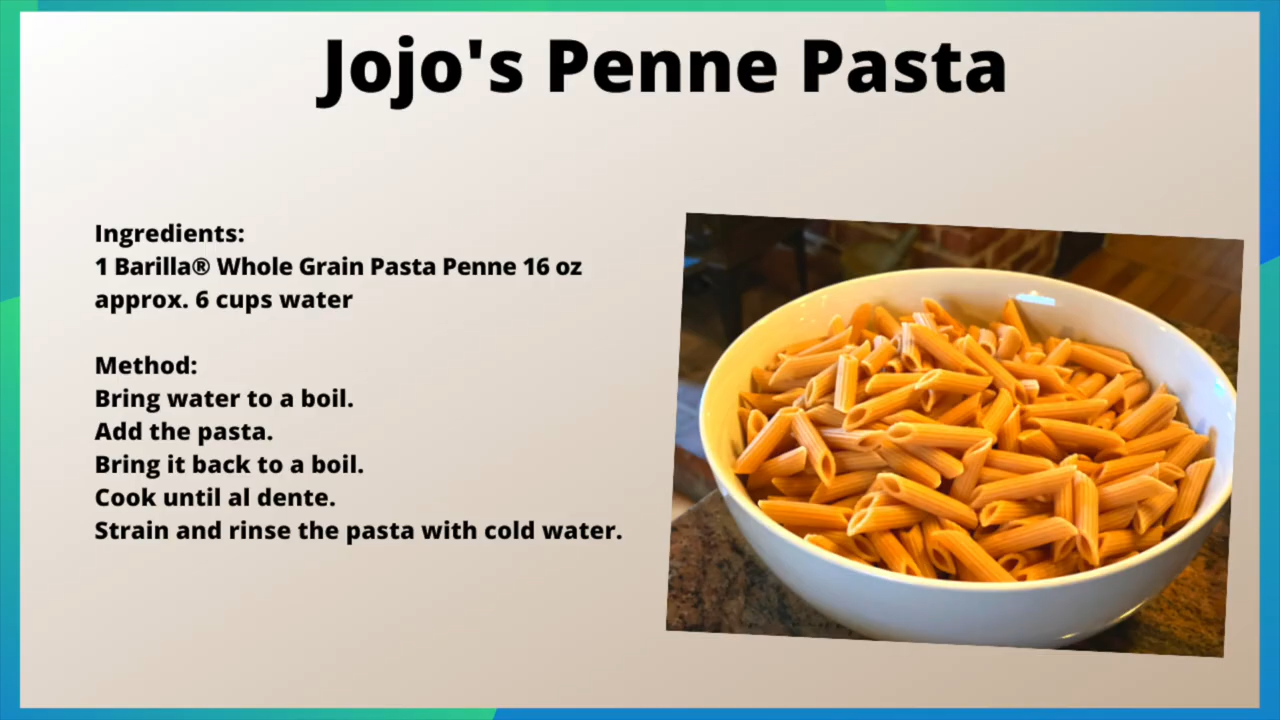 Jojo's Penne Pasta
Ingredients:
1 Barilla® Whole Grain Pasta Penne 16 oz
approx. 6 cups water
Method:
Bring water to a boil.
Add the pasta.
Bring it back to a boil.
Cook until al dente.
Strain and rinse the pasta with cold water.